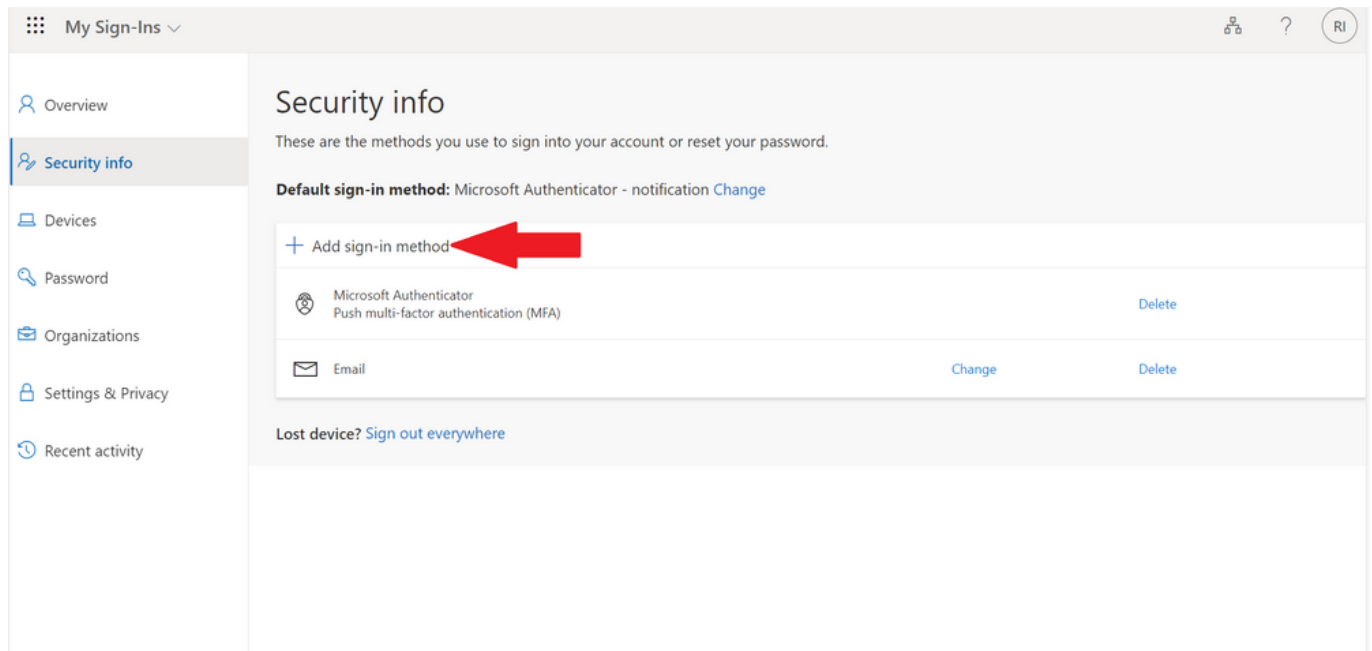 My Sign-Ins
?
RI
Overview
Security info
Devices
Password
Organizations
Settings & Privacy
Recent activity
Security info
These are the methods you use to sign into your account or reset your password.
Default sign-in method: Microsoft Authenticator - notification Change
+ Add sign-in method
Microsoft Authenticator
Push multi-factor authentication (MFA)
Delete
Email
Change
Delete
Lost device? Sign out everywhere